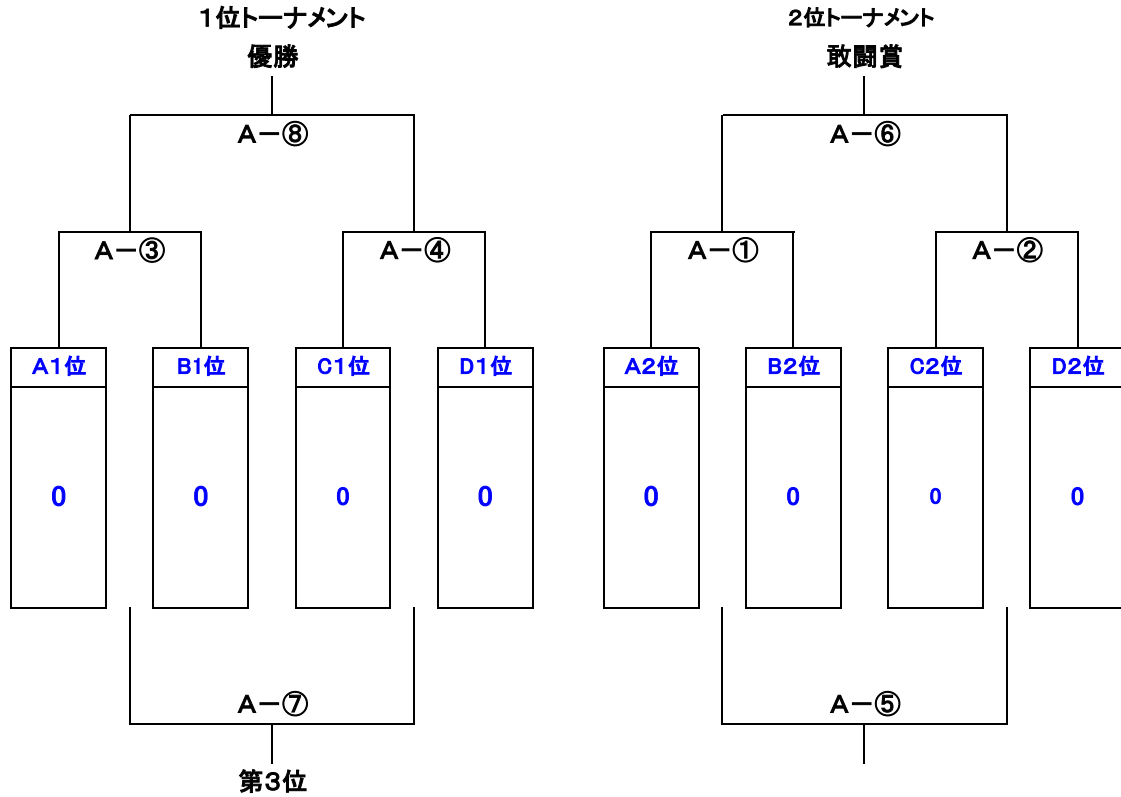 １位トーナメント
優勝
A－⑧
A－③
A－④
A１位
B１位
C１位
D１位
0
0
0
0
A－⑦
第３位
２位トーナメント
敢闘賞
A－⑥
A－①
A－②
A２位
B２位
C２位
D２位
0
0
0
0
A－⑤